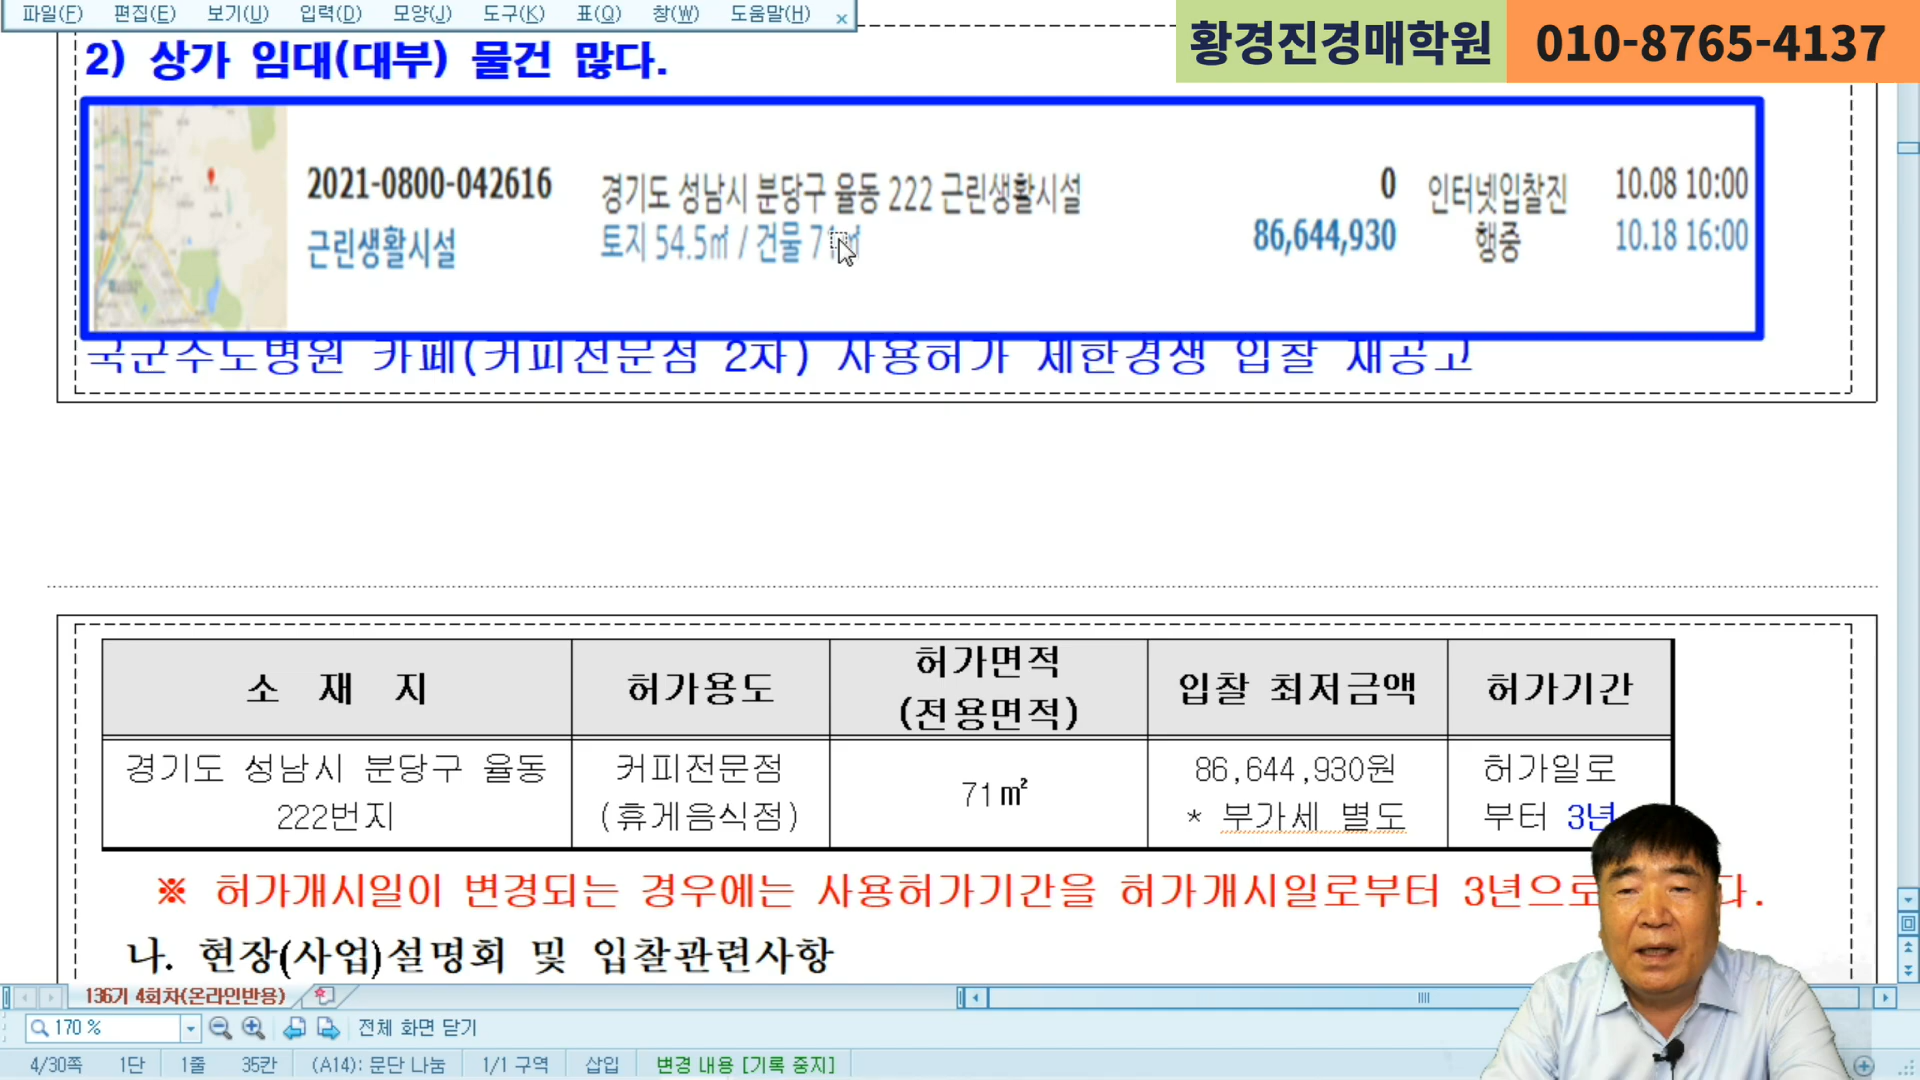 파일(F) 편집(E) 보기(U) 입력(D) 모양(J) 도구(K) 표(Q) 창(W) 도움말(H) x
황경진경매학원 010-8765-4137
2) 상가 임대(대부) 물건 많다.
2021-0800-042616 경기도 성남시 분당구 율동 222 근린생활시설 0 인터넷입찰진 10.08 10:00
근린생활시설 토지 54.5㎡ / 건물 71㎡ 86,644,930 행중 10.18 16:00
국군수도병원 카페(커피전문점 2차) 사용허가 제한경쟁 입찰 재공고
소 재 지 허가용도 허가면적 (전용면적) 입찰 최저금액 허가기간
경기도 성남시 분당구 율동 커피전문점 71㎡ 86,644,930원 허가일로
222번지 (휴게음식점) * 부가세 별도 부터 3년
※ 허가개시일이 변경되는 경우에는 사용허가기간을 허가개시일로부터 3년으로 다.
나. 현장(사업)설명회 및 입찰관련사항
136기 4회차(온라인반용)
170 % 전체 화면 닫기
4/30쪽 1단 1줄 35칸 (A14): 문단 나눔 1/1 구역 삽입 변경 내용 [기록 중지]